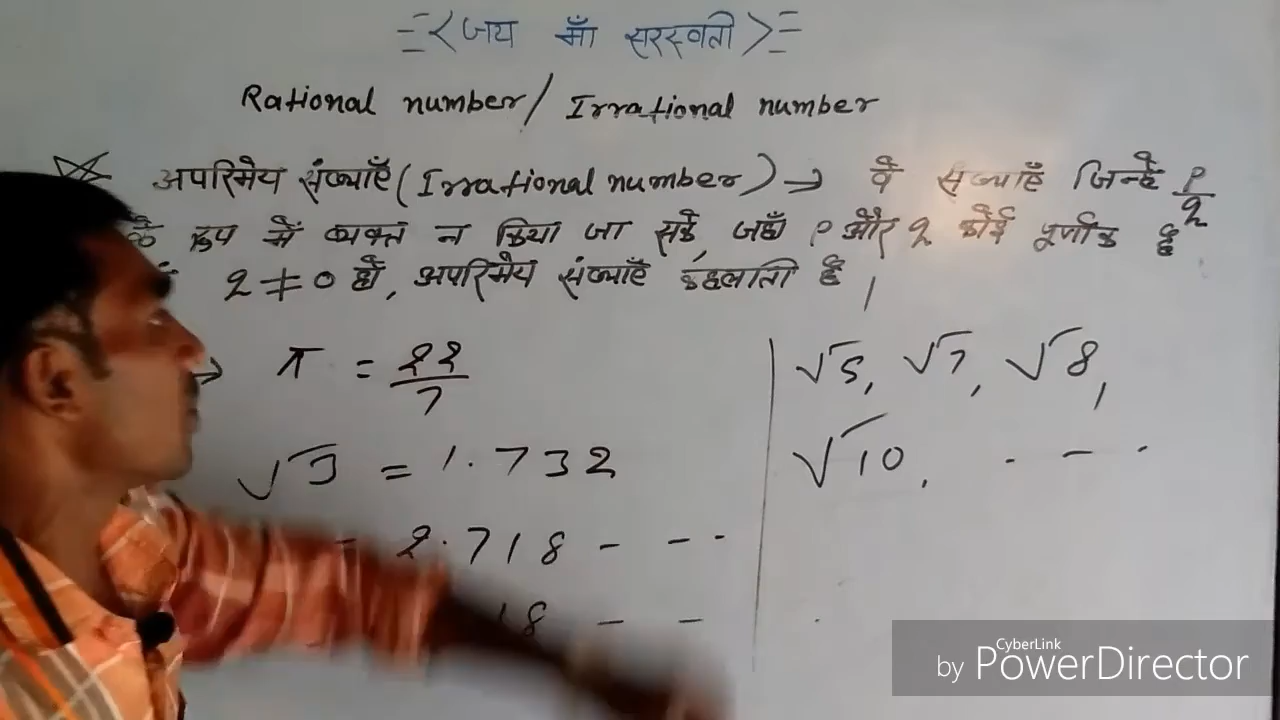 जय माँ सरस्वती
Rational number/ Irrational number
अपरिमेय संख्याएँ (Irrational number) → वे संख्याएँ जिन्हें p/q
के रूप में व्यक्त न किया जा सके, जहाँ p और q कोई पूर्णांक है
q ≠ 0 हो, अपरिमेय संख्याएँ कहलाती है।
→ π = 22/7
√3 = 1.732
= 2.718 - - -
18 - -
√5, √7, √8,
√10, - - -
CyberLink
by PowerDirector